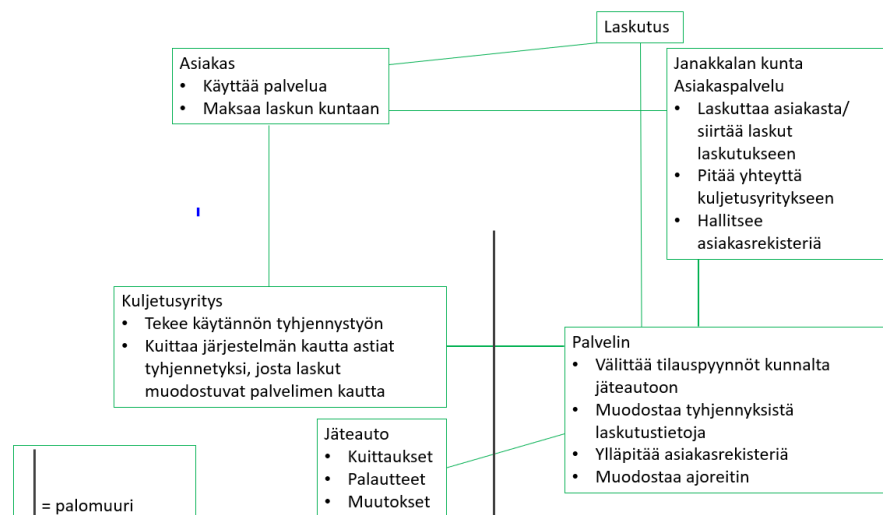 Laskutus
Asiakas
• Käyttää palvelua
• Maksaa laskun kuntaan
Janakkalan kunta
Asiakaspalvelu
• Laskuttaa asiakasta/
siirtää laskut
laskutukseen
• Pitää yhteyttä
kuljetusyritykseen
• Hallitsee
asiakasrekisteriä
Kuljetusyritys
• Tekee käytännön tyhjennystyön
• Kuittaa järjestelmän kautta astiat
tyhjennetyksi, josta laskut
muodostuvat palvelimen kautta
Palvelin
• Välittää tilauspyynnöt kunnalta
jäteautoon
• Muodostaa tyhjennyksistä
laskutustietoja
• Ylläpitää asiakasrekisteriä
• Muodostaa ajoreitin
Jäteauto
• Kuittaukset
• Palautteet
• Muutokset
= palomuuri